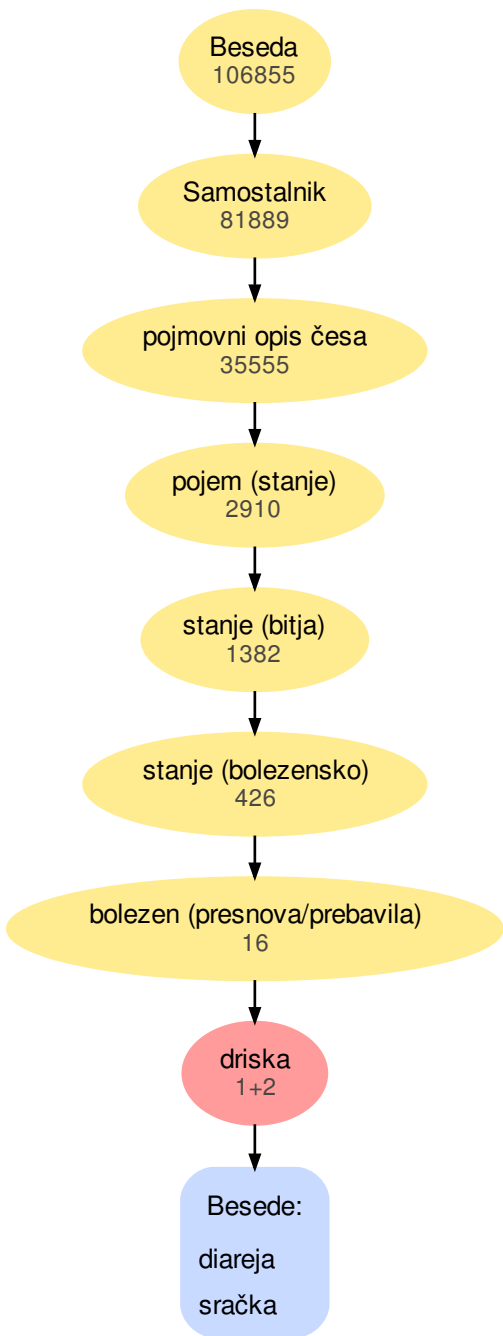 Beseda
106855
Samostalnik
81889
pojmovni opis česa
35555
pojem (stanje)
2910
stanje (bitja)
1382
stanje (bolezensko)
426
bolezen (presnova/prebavila)
16
driska
1+2
Besede:
diareja
sračka